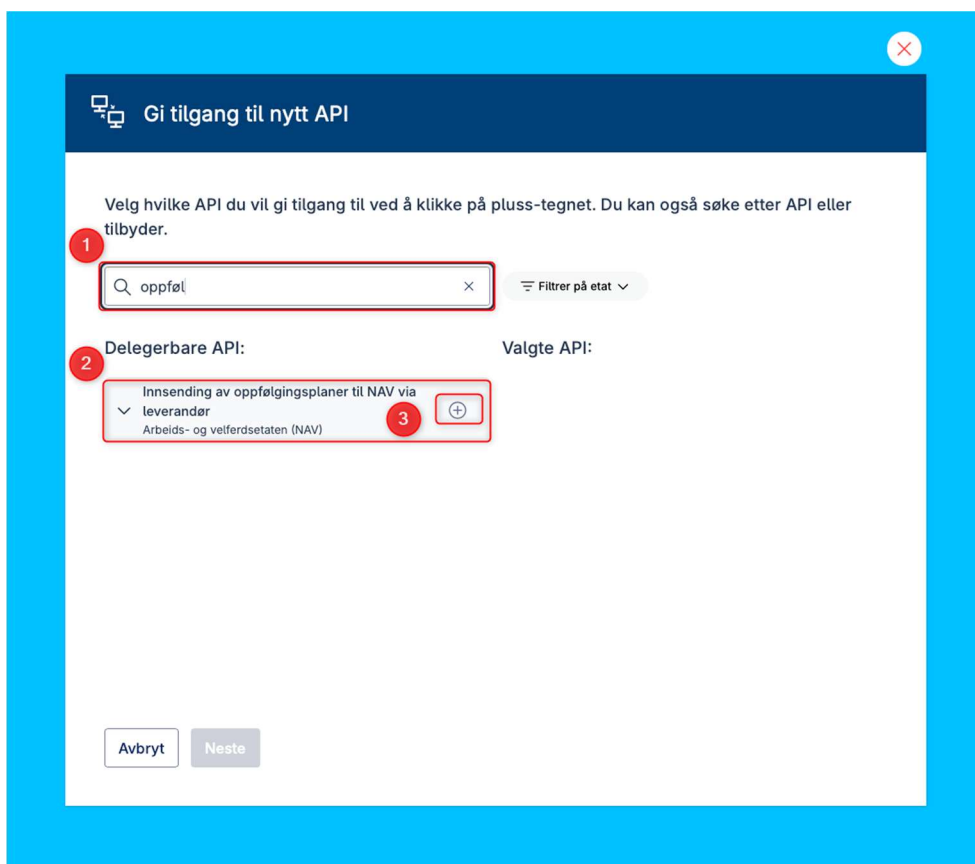 Gi tilgang til nytt API
Velg hvilke API du vil gi tilgang til ved å klikke på pluss-tegnet. Du kan også søke etter API eller
tilbyder.
1
oppføl
Filtrer på etat
Delegerbare API:
Valgte API:
2
Innsending av oppfølgingsplaner til NAV via
leverandør
3
Arbeids- og velferdsetaten (NAV)
Avbryt
Neste